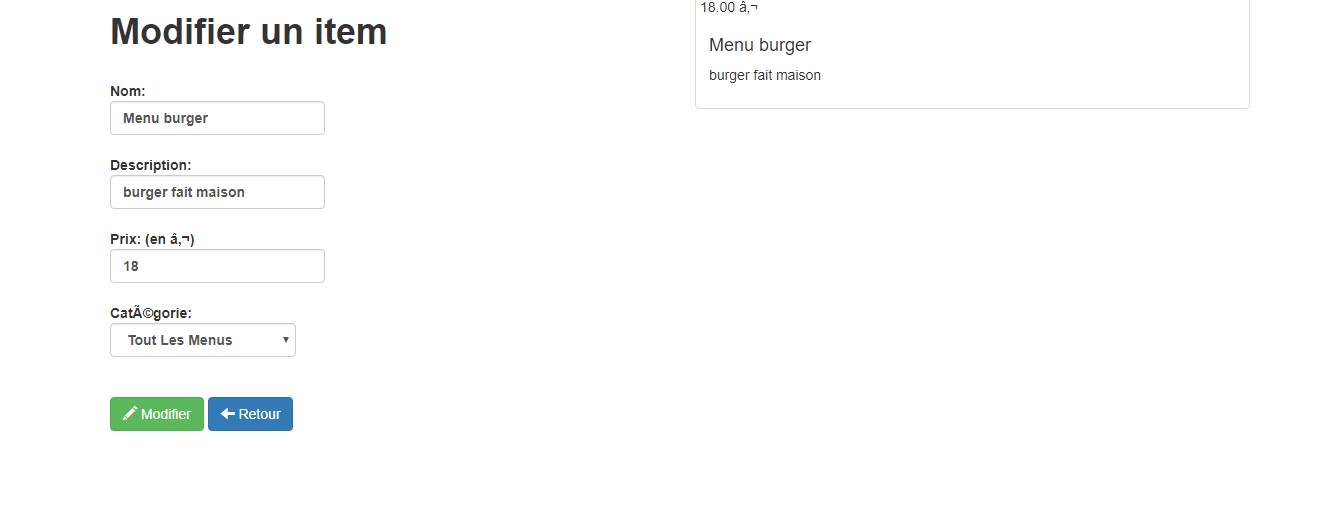 Modifier un item
Nom:
Menu burger
Description:
burger fait maison
Prix: (en â‚¬)
18
CatÃ©gorie:
Tout Les Menus
Modifier
Retour
18.00 â‚¬
Menu burger
burger fait maison